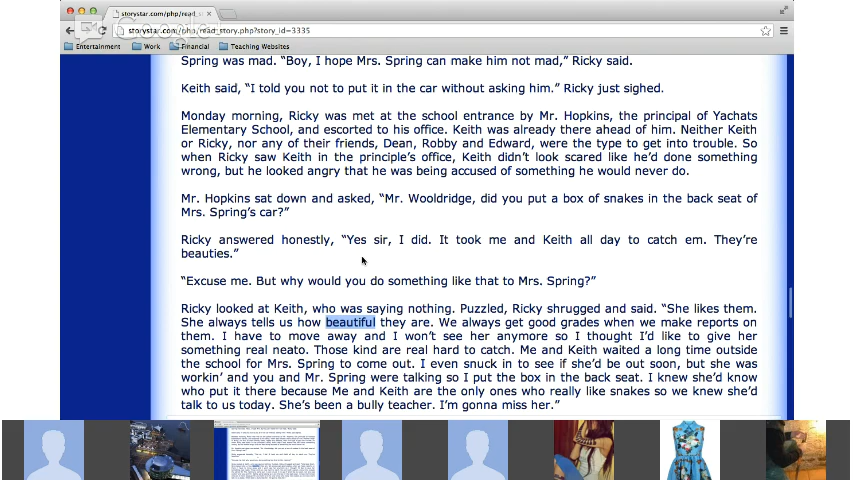 storystar.com/php/read_s
storystar.com/php/read_story.php?story_id=3335
Entertainment Work Financial Teaching Websites
Google
Spring was mad. “Boy, I hope Mrs. Spring can make him not mad,” Ricky said.
Keith said, “I told you not to put it in the car without asking him.” Ricky just sighed.
Monday morning, Ricky was met at the school entrance by Mr. Hopkins, the principal of Yachats
Elementary School, and escorted to his office. Keith was already there ahead of him. Neither Keith
or Ricky, nor any of their friends, Dean, Robby and Edward, were the type to get into trouble. So
when Ricky saw Keith in the principle’s office, Keith didn’t look scared like he’d done something
wrong, but he looked angry that he was being accused of something he would never do.
Mr. Hopkins sat down and asked, “Mr. Wooldridge, did you put a box of snakes in the back seat of
Mrs. Spring’s car?”
Ricky answered honestly, “Yes sir, I did. It took me and Keith all day to catch em. They’re
beauties.”
“Excuse me. But why would you do something like that to Mrs. Spring?”
Ricky looked at Keith, who was saying nothing. Puzzled, Ricky shrugged and said. “She likes them.
She always tells us how beautiful they are. We always get good grades when we make reports on
them. I have to move away and I won’t see her anymore so I thought I’d like to give her
something real neato. Those kind are real hard to catch. Me and Keith waited a long time outside
the school for Mrs. Spring to come out. I even snuck in to see if she’d be out soon, but she was
workin’ and you and Mr. Spring were talking so I put the box in the back seat. I knew she’d know
who put it there because Me and Keith are the only ones who really like snakes so we knew she’d
talk to us today. She’s been a bully teacher. I’m gonna miss her.”